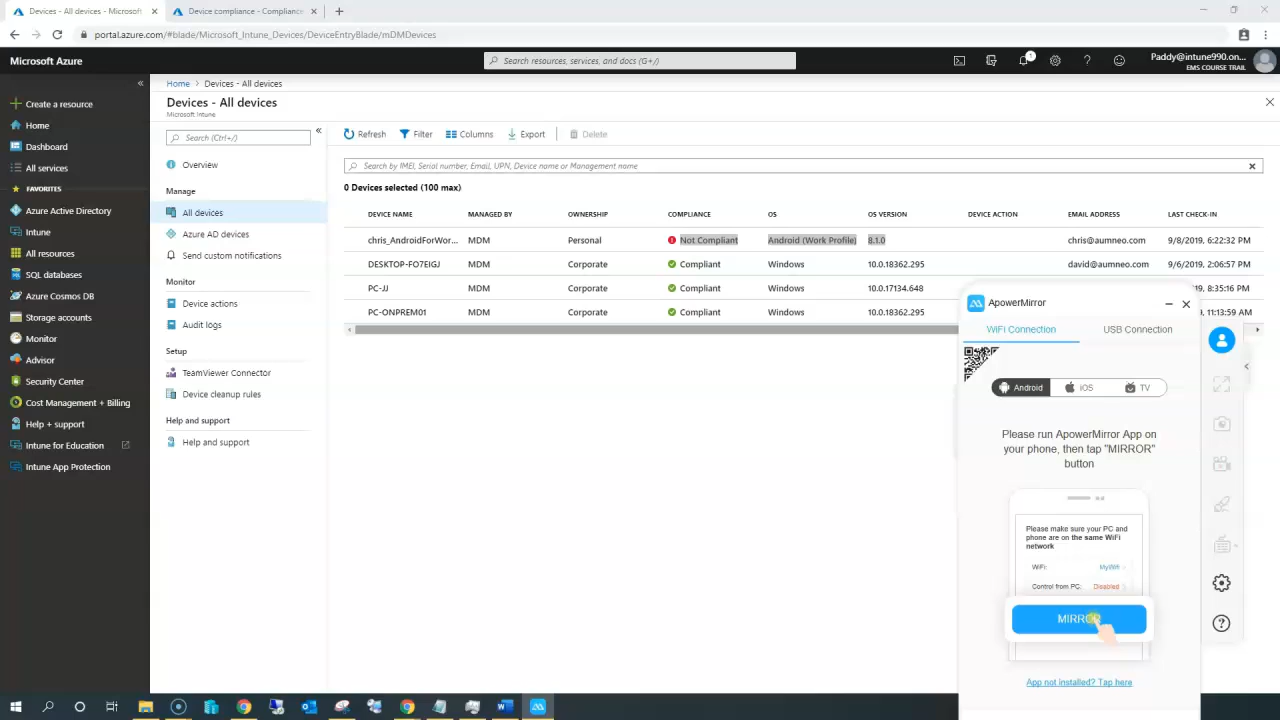 Devices - All devices - Microsoft
Device compliance - Compliance
portal.azure.com/#blade/Microsoft_Intune_Devices/DeviceEntryBlade/mDMDevices
Microsoft Azure
Search resources, services, and docs (G+/)
1
Paddy@intune990.on...
EMS COURSE TRAIL
Create a resource
Home
Dashboard
All services
FAVORITES
Azure Active Directory
Intune
All resources
SQL databases
Azure Cosmos DB
Storage accounts
Monitor
Advisor
Security Center
Cost Management + Billing
Help + support
Intune for Education
Intune App Protection
Home > Devices - All devices
Devices - All devices
Microsoft Intune
Search (Ctrl+/)
Overview
Manage
All devices
Azure AD devices
Send custom notifications
Monitor
Device actions
Audit logs
Setup
TeamViewer Connector
Device cleanup rules
Help and support
Help and support
Refresh Filter Columns Export Delete
Search by IMEI, Serial number, Email, UPN, Device name or Management name
0 Devices selected (100 max)
DEVICE NAME MANAGED BY OWNERSHIP COMPLIANCE OS OS VERSION DEVICE ACTION EMAIL ADDRESS LAST CHECK-IN
chris_AndroidForWor... MDM Personal Not Compliant Android (Work Profile) 8.1.0 chris@aumneo.com 9/8/2019, 6:22:32 PM
DESKTOP-FO7EIGJ MDM Corporate Compliant Windows 10.0.18362.295 david@aumneo.com 9/6/2019, 2:06:57 PM
PC-JJ MDM Corporate Compliant Windows 10.0.17134.648 , 8:35:16 PM
PC-ONPREM01 MDM Corporate Compliant Windows 10.0.18362.295 , 11:13:59 AM
ApowerMirror
WiFi Connection USB Connection
Android iOS TV
Please run ApowerMirror App on
your phone, then tap "MIRROR"
button
Please make sure your PC and
phone are on the same WiFi
network
WiFi: MyWifi
Control from PC: Disabled
MIRROR
App not installed? Tap here